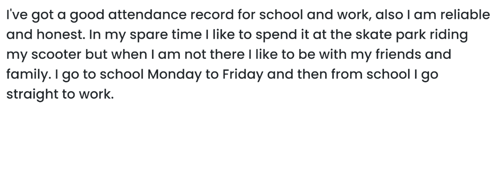 I've got a good attendance record for school and work, also I am reliable
and honest. In my spare time I like to spend it at the skate park riding
my scooter but when I am not there I like to be with my friends and
family. I go to school Monday to Friday and then from school I go
straight to work.